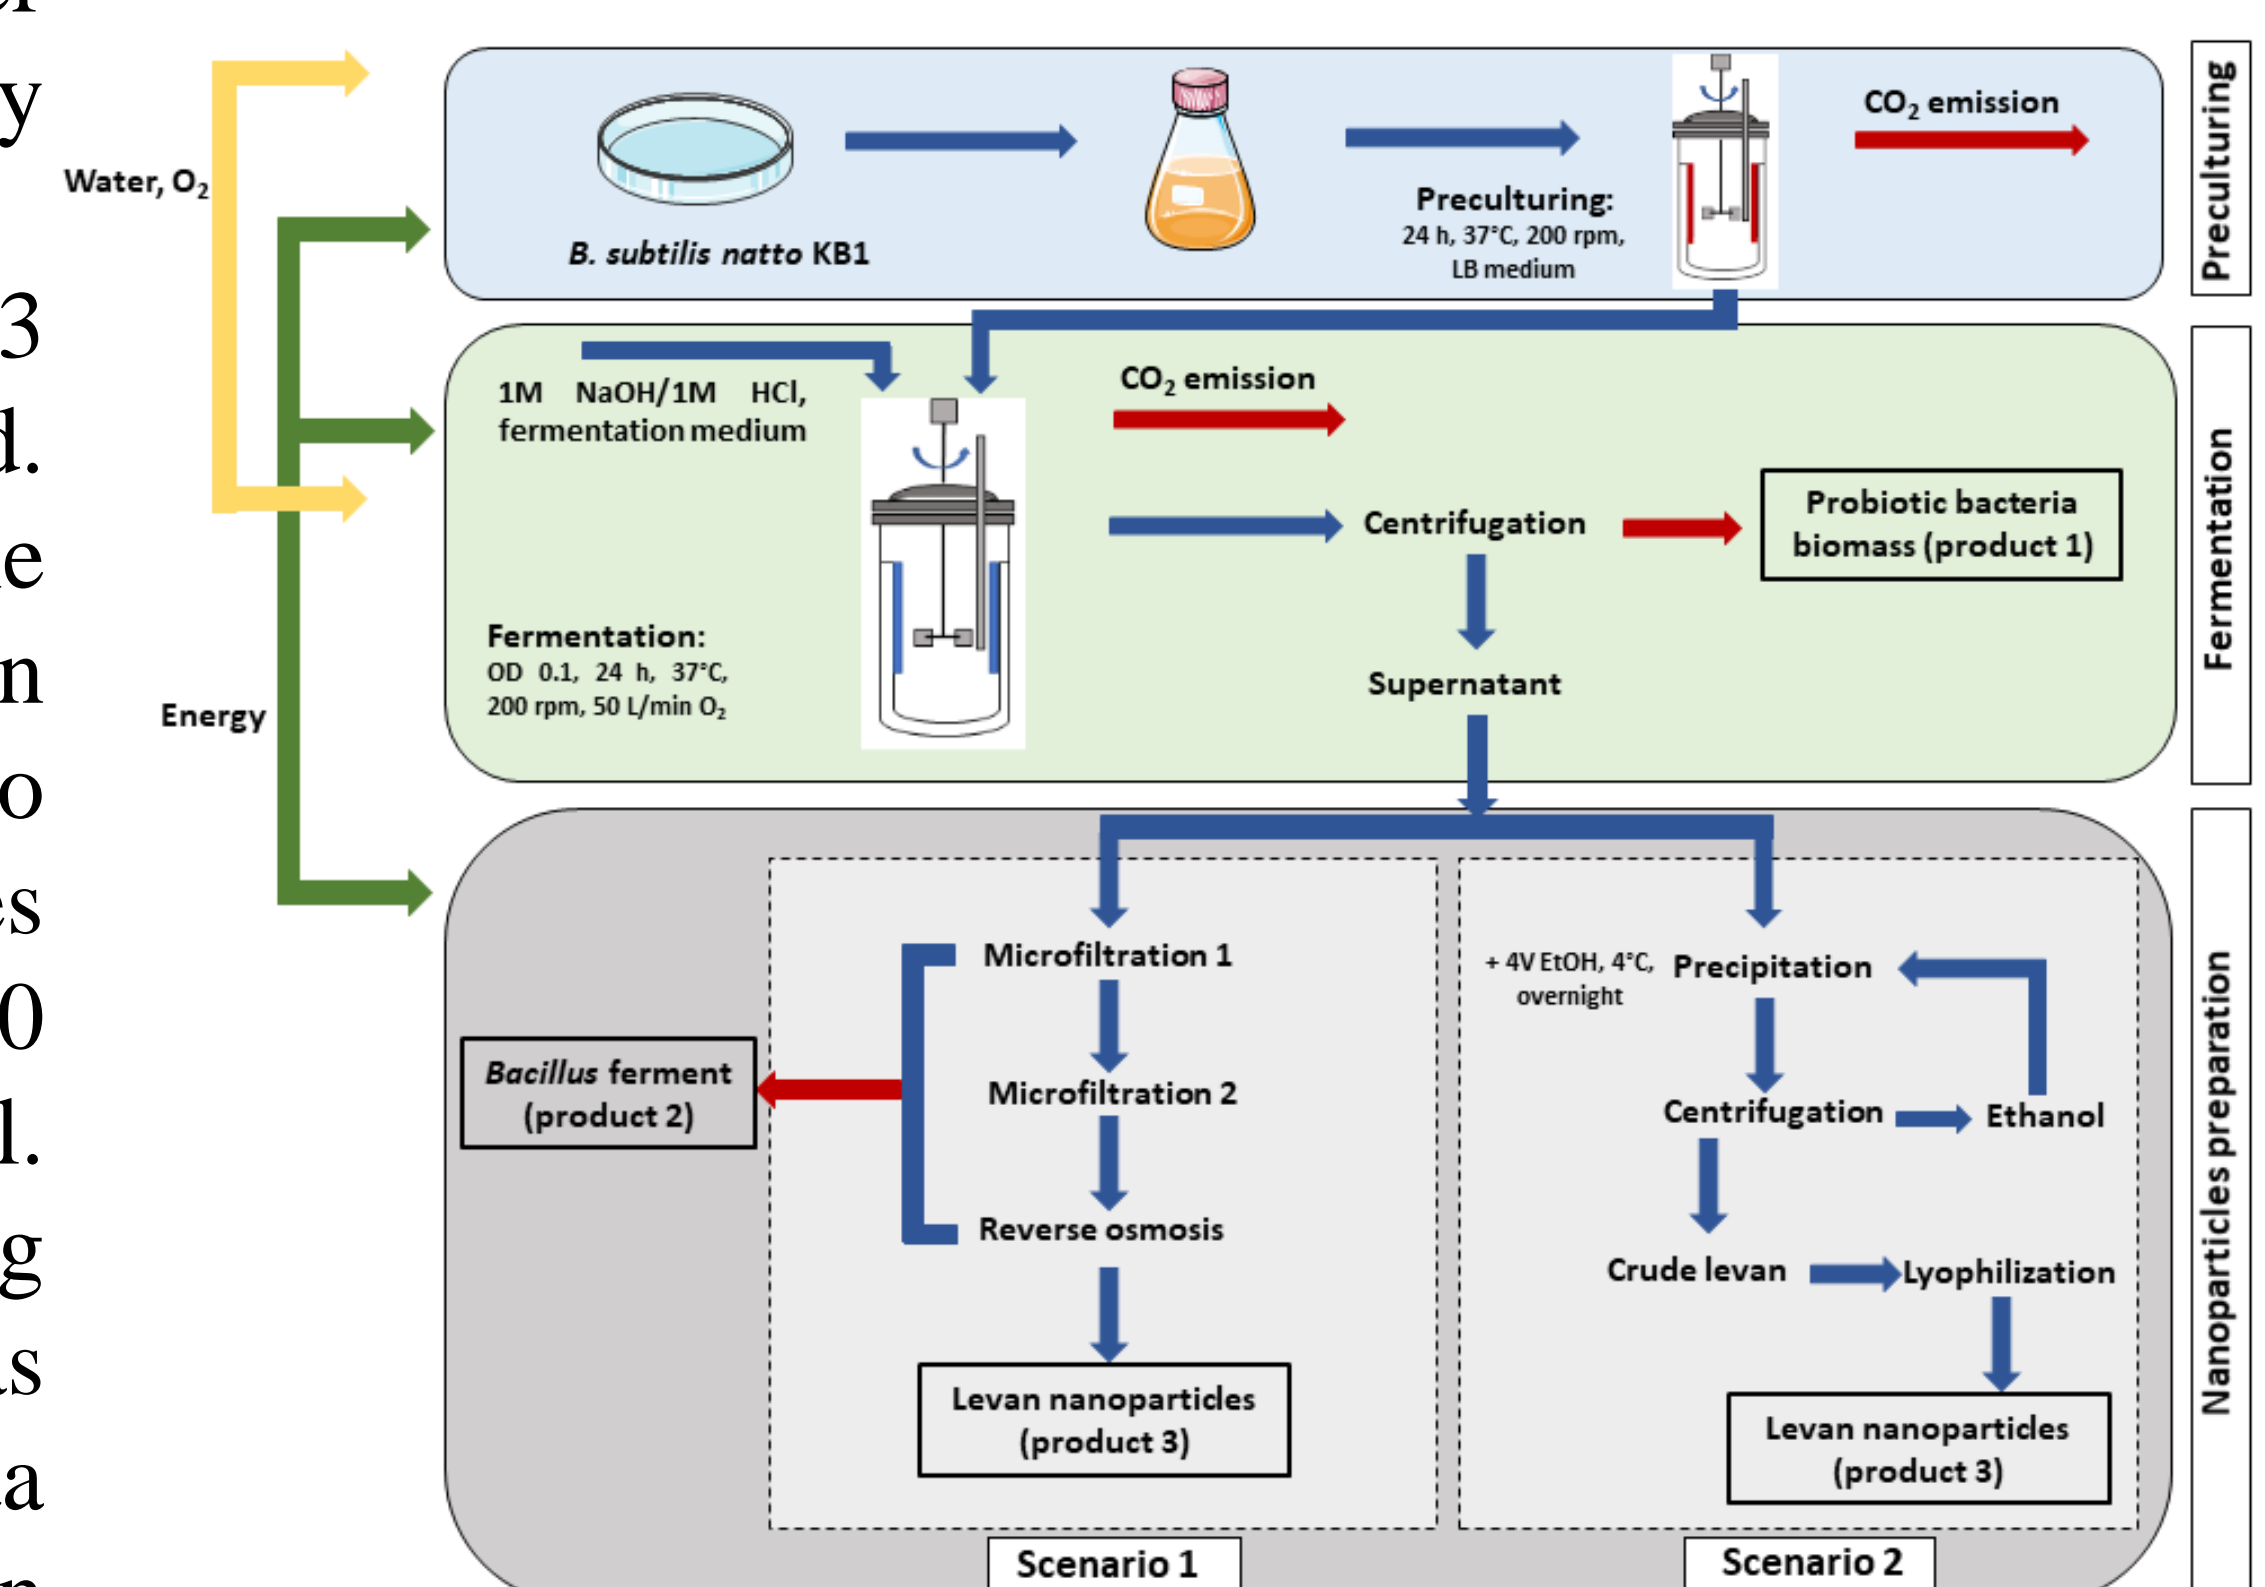 y
3
d.
n
o
0
l.
g
a
Water, O₂
Energy
B. subtilis natto KB1
Preculturing:
24 h, 37°C, 200 rpm,
LB medium
CO₂ emission
Preculturing
1M NaOH/1M HCl,
fermentation medium
CO₂ emission
Centrifugation
Probiotic bacteria
biomass (product 1)
Fermentation:
OD 0.1, 24 h, 37°C,
200 rpm, 50 L/min O₂
Supernatant
Fermentation
Microfiltration 1
Microfiltration 2
Bacillus ferment
(product 2)
Reverse osmosis
Levan nanoparticles
(product 3)
Scenario 1
+ 4V EtOH, 4°C,
overnight
Precipitation
Centrifugation
Ethanol
Crude levan
Lyophilization
Levan nanoparticles
(product 3)
Scenario 2
Nanoparticles preparation